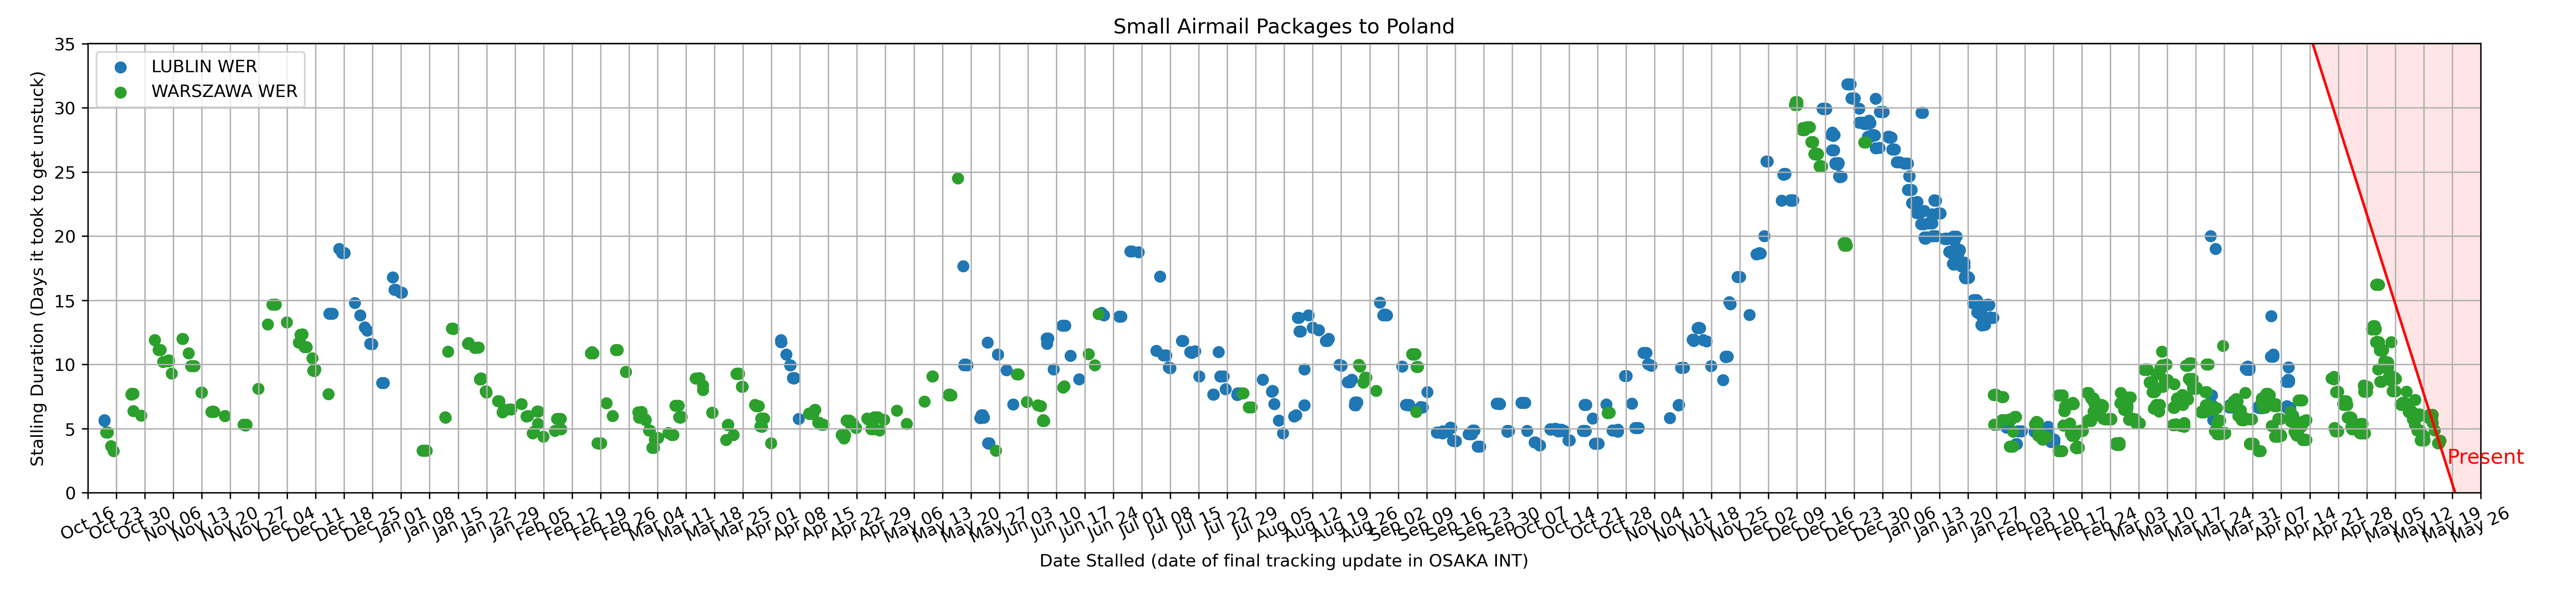 Small Airmail Packages to Poland
Stalling Duration (Days it took to get unstuck)
35
30
25
20
15
10
5
0
LUBLIN WER
WARSZAWA WER
Present
Oct 16 Oct 23 Oct 30 Nov 06 Nov 13 Nov 20 Nov 27 Dec 04 Dec 11 Dec 18 Dec 25 Jan 01 Jan 08 Jan 15 Jan 22 Jan 29 Feb 05 Feb 12 Feb 19 Feb 26 Mar 04 Mar 11 Mar 18 Mar 25 Apr 01 Apr 08 Apr 15 Apr 22 Apr 29 May 06 May 13 May 20 May 27 Jun 03 Jun 10 Jun 17 Jun 24 Jul 01 Jul 08 Jul 15 Jul 22 Jul 29 Aug 05 Aug 12 Aug 19 Aug 26 Sep 02 Sep 09 Sep 16 Sep 23 Sep 30 Oct 07 Oct 14 Oct 21 Oct 28 Nov 04 Nov 11 Nov 18 Nov 25 Dec 02 Dec 09 Dec 16 Dec 23 Dec 30 Jan 06 Jan 13 Jan 20 Jan 27 Feb 03 Feb 10 Feb 17 Feb 24 Mar 03 Mar 10 Mar 17 Mar 24 Mar 31 Apr 07 Apr 14 Apr 21 Apr 28 May 05 May 12 May 19 May 26
Date Stalled (date of final tracking update in OSAKA INT)